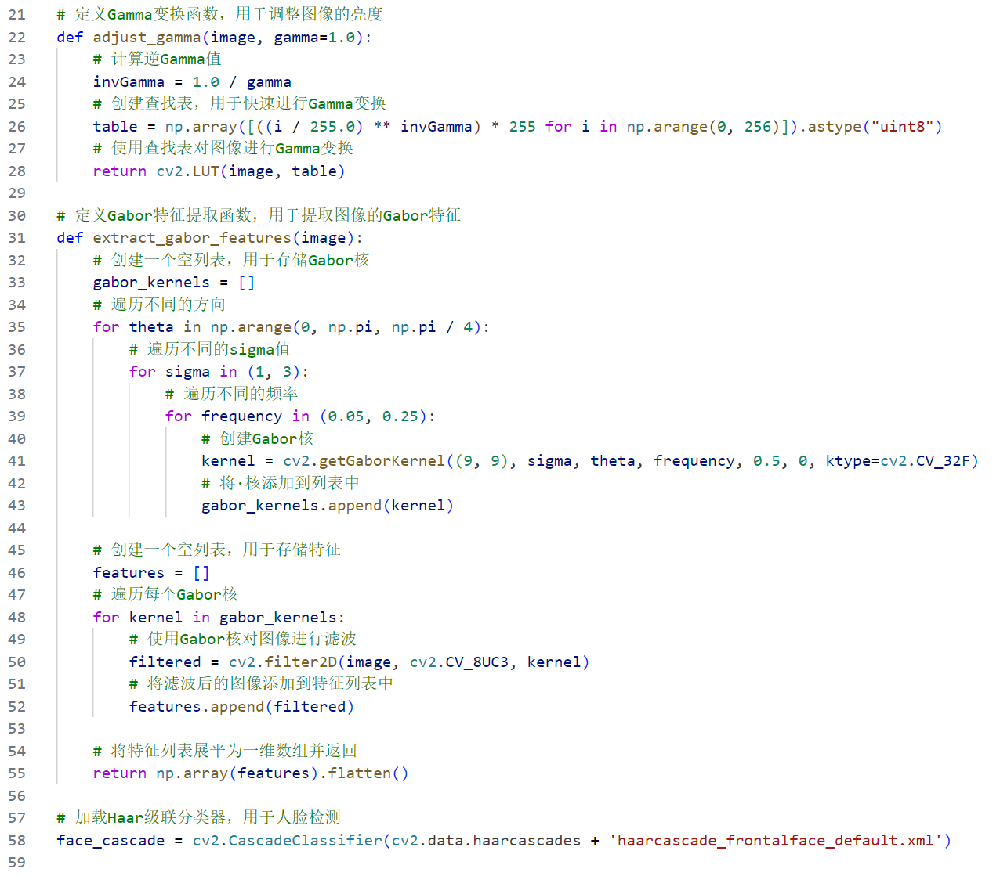 21 # 定义Gamma变换函数，用于调整图像的亮度
22 def adjust_gamma(image, gamma=1.0):
23 # 计算逆Gamma值
24 invGamma = 1.0 / gamma
25 # 创建查找表，用于快速进行Gamma变换
26 table = np.array([((i / 255.0) ** invGamma) * 255 for i in np.arange(0, 256)]).astype("uint8")
27 # 使用查找表对图像进行Gamma变换
28 return cv2.LUT(image, table)
29
30 # 定义Gabor特征提取函数，用于提取图像的Gabor特征
31 def extract_gabor_features(image):
32 # 创建一个空列表，用于存储Gabor核
33 gabor_kernels = []
34 # 遍历不同的方向
35 for theta in np.arange(0, np.pi, np.pi / 4):
36 # 遍历不同的sigma值
37 for sigma in (1, 3):
38 # 遍历不同的频率
39 for frequency in (0.05, 0.25):
40 # 创建Gabor核
41 kernel = cv2.getGaborKernel((9, 9), sigma, theta, frequency, 0.5, 0, ktype=cv2.CV_32F)
42 # 将·核添加到列表中
43 gabor_kernels.append(kernel)
44
45 # 创建一个空列表，用于存储特征
46 features = []
47 # 遍历每个Gabor核
48 for kernel in gabor_kernels:
49 # 使用Gabor核对图像进行滤波
50 filtered = cv2.filter2D(image, cv2.CV_8UC3, kernel)
51 # 将滤波后的图像添加到特征列表中
52 features.append(filtered)
53
54 # 将特征列表展平为一维数组并返回
55 return np.array(features).flatten()
56
57 # 加载Haar级联分类器，用于人脸检测
58 face_cascade = cv2.CascadeClassifier(cv2.data.haarcascades + 'haarcascade_frontalface_default.xml')
59